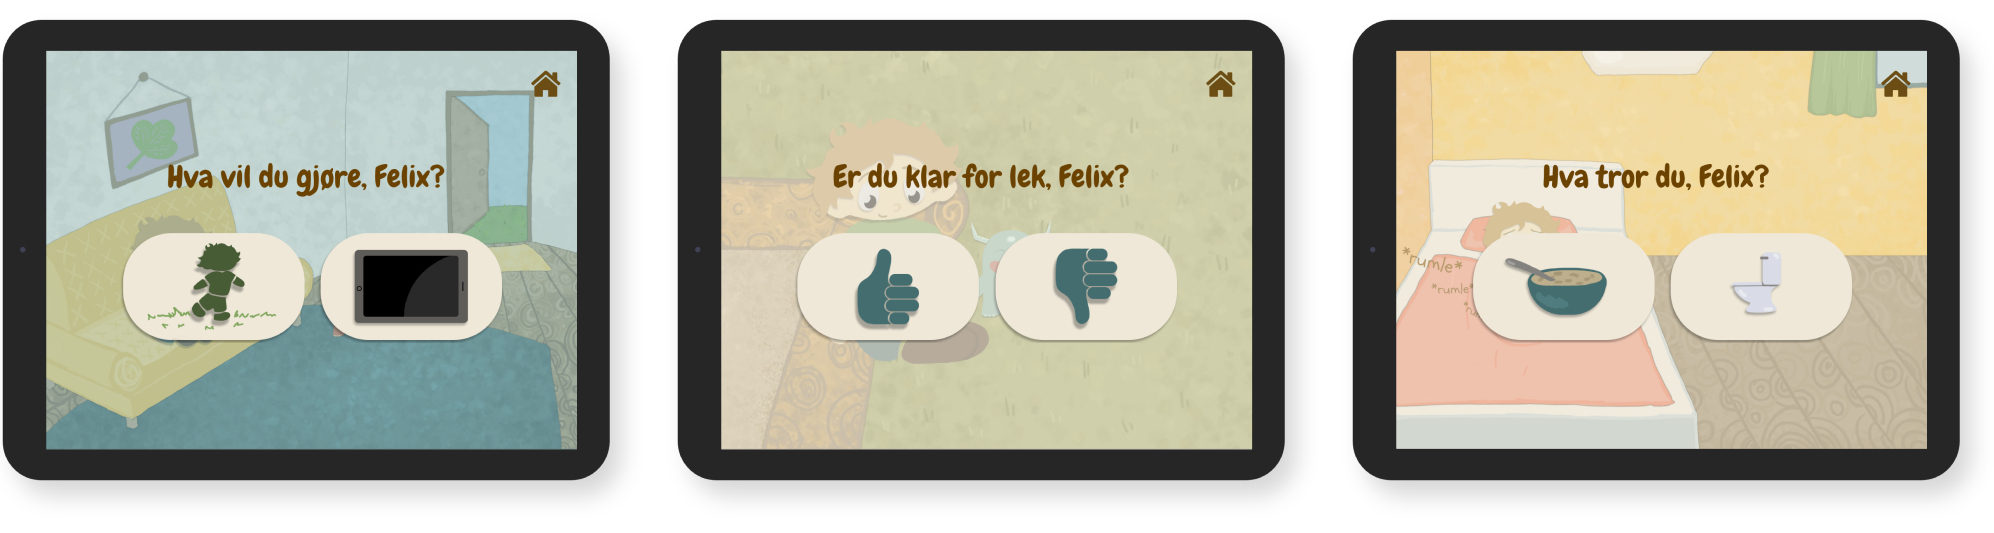 Hva vil du gjøre, Felix?
Er du klar for lek, Felix?
Hva tror du, Felix?
*rumle*
*rumle*